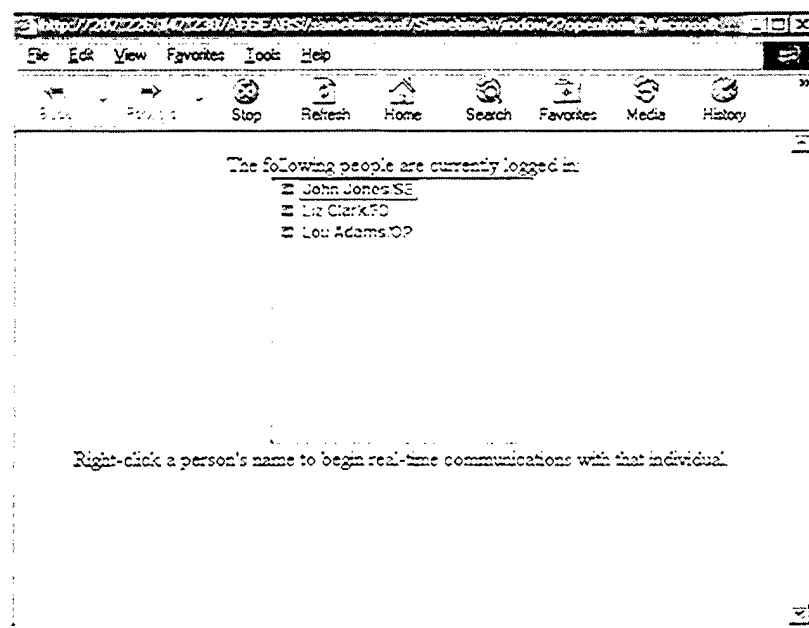 File Edit View Favorites Tools Help
Back Forward Stop Refresh Home Search Favorites Media History
The following people are currently logged in:
John Jones/SE
Liz Clark/FD
Lou Adams/OP
Right-click a person's name to begin real-time communications with that individual.